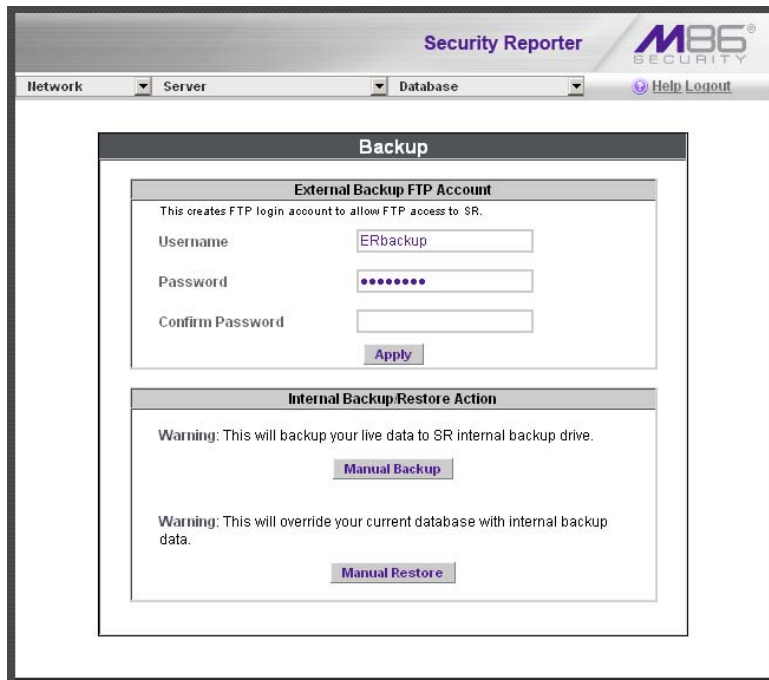 Security Reporter
M86®
SECURITY
Network Server Database Help Logout
Backup
External Backup FTP Account
This creates FTP login account to allow FTP access to SR.
Username ERbackup
Password ••••••••
Confirm Password
Apply
Internal Backup/Restore Action
Warning: This will backup your live data to SR internal backup drive.
Manual Backup
Warning: This will override your current database with internal backup
data.
Manual Restore